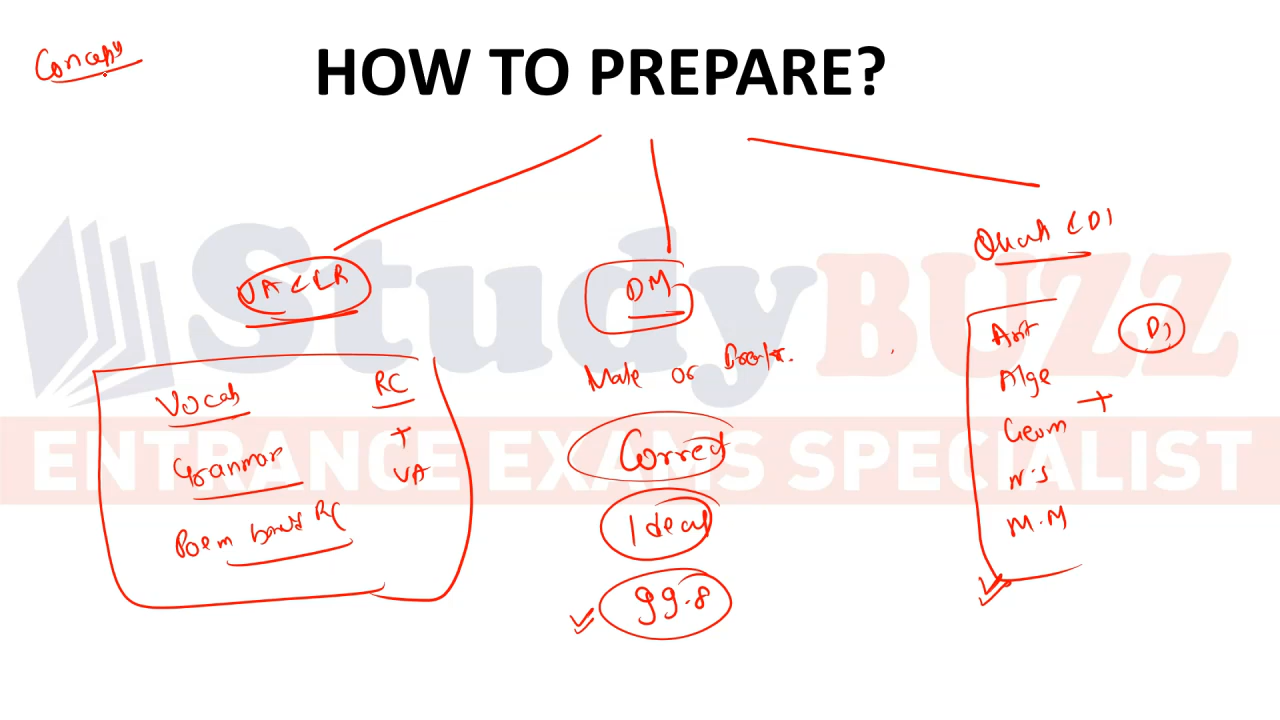 Concepts
HOW TO PREPARE?
VA & LR
Vocab
RC
+
VA
Grammar
Poem based RC
DM
Make or Break
Correct
Ideal
99.8
Quant & DI
Arit
Alge
Geom
N.S
M.M
+
DI
StudyBUZZ
ENTRANCE EXAMS SPECIALIST